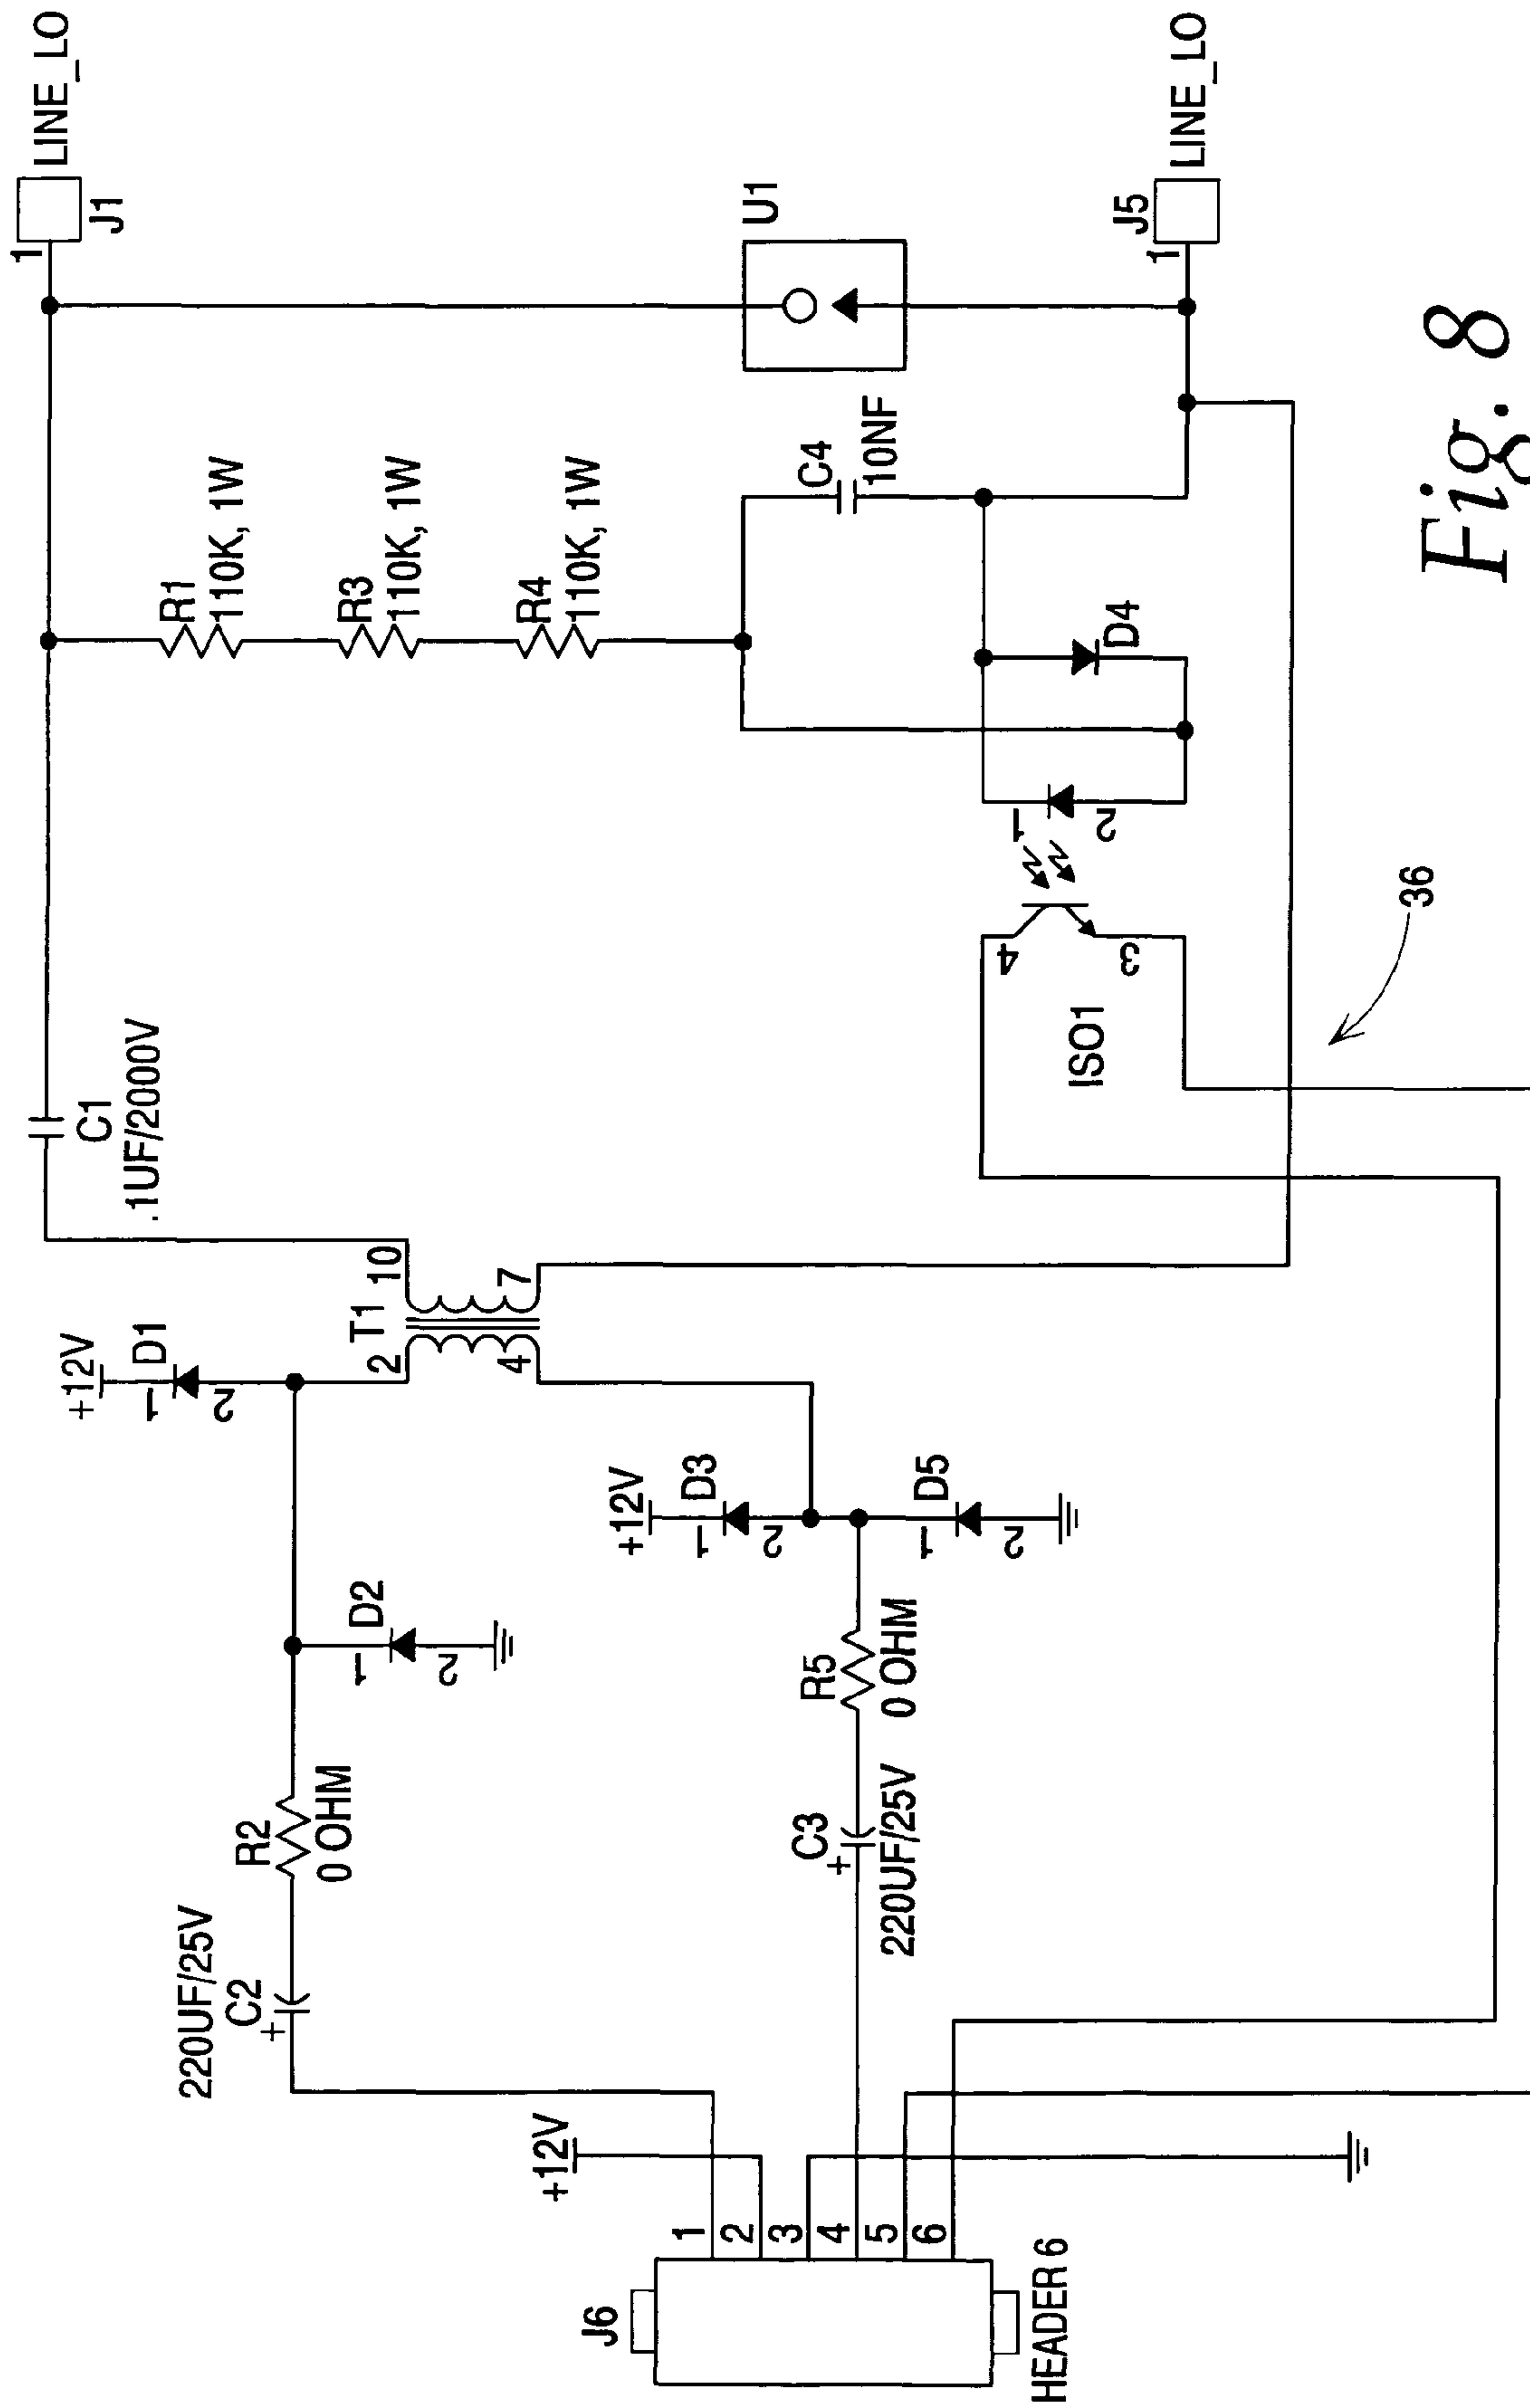 LINE_LO
1
J1
C1
.1UF/2000V
R1
110K, 1W
R3
110K, 1W
R4
110K, 1W
U1
C4
10NF
D4
1
2
LINE_LO
1
J5
4
3
ISO1
36
T1
10
7
2
4
+12V
D1
1
2
+12V
D3
1
2
D5
1
2
D2
1
2
R2
0 OHM
R5
0 OHM
220UF/25V
C2
+
C3
+
220UF/25V
+12V
J6
1
2
3
4
5
6
HEADER 6
Fig. 8